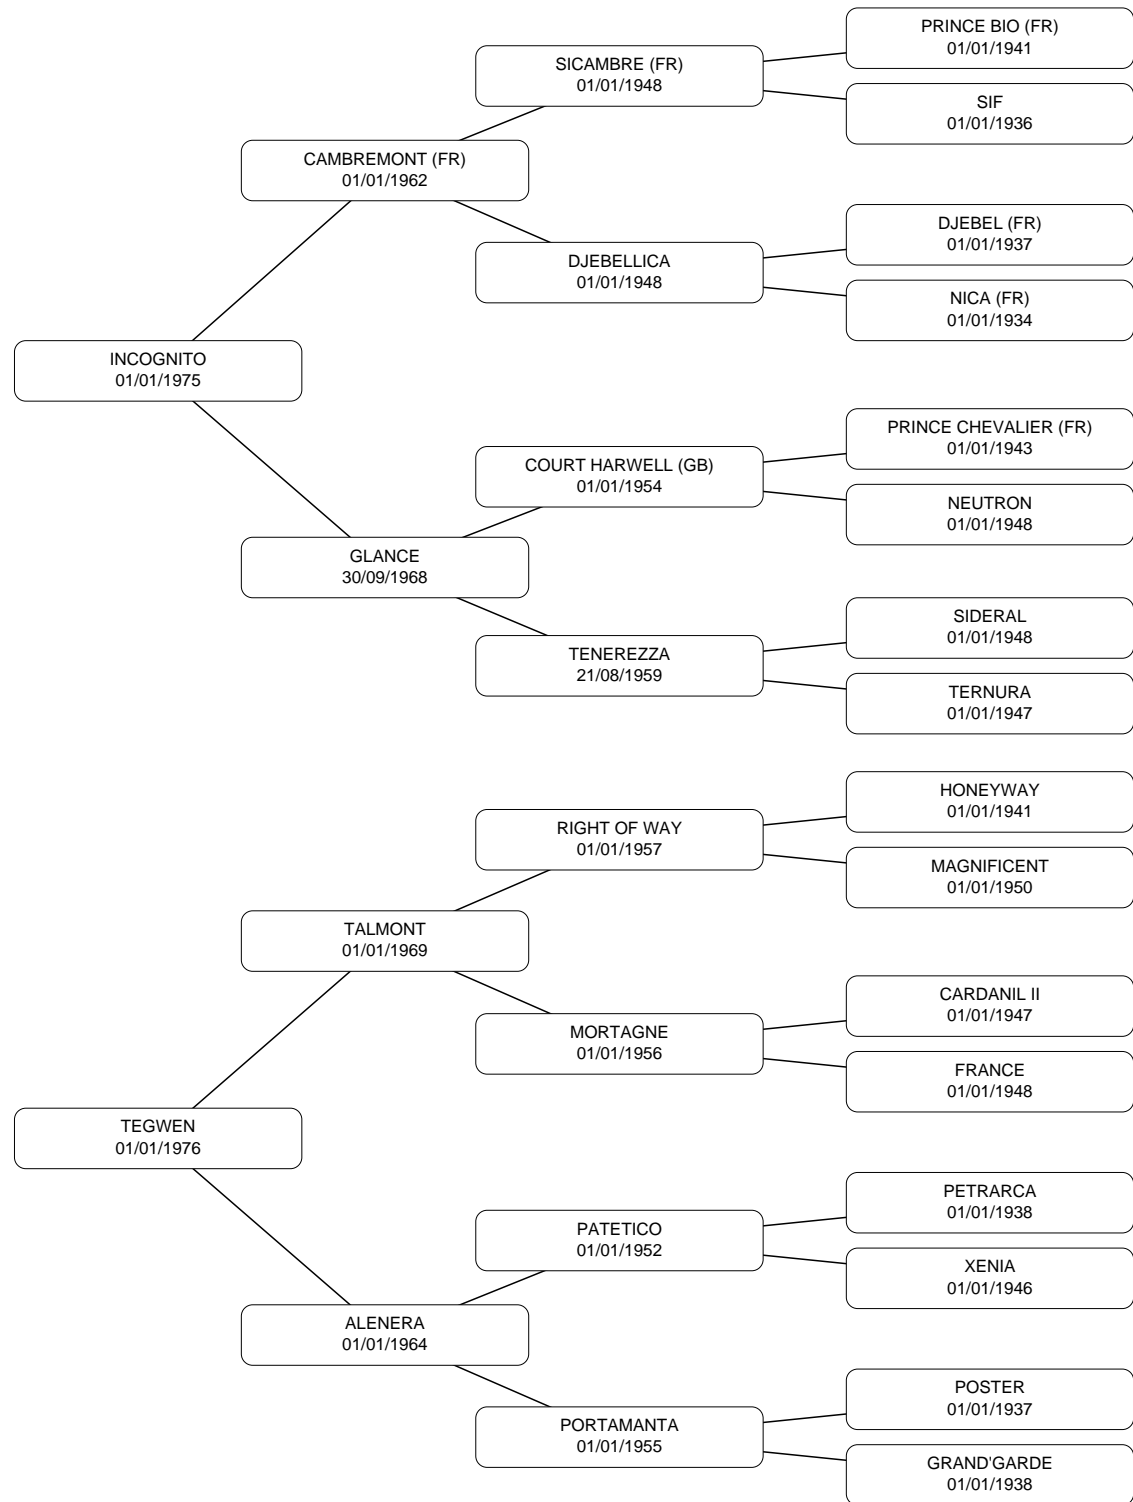 PRINCE BIO (FR)
01/01/1941
SICAMBRE (FR)
01/01/1948
SIF
01/01/1936
CAMBREMONT (FR)
01/01/1962
DJEBEL (FR)
01/01/1937
DJEBELLICA
01/01/1948
NICA (FR)
01/01/1934
INCOGNITO
01/01/1975
PRINCE CHEVALIER (FR)
01/01/1943
COURT HARWELL (GB)
01/01/1954
NEUTRON
01/01/1948
GLANCE
30/09/1968
SIDERAL
01/01/1948
TENEREZZA
21/08/1959
TERNURA
01/01/1947
HONEYWAY
01/01/1941
RIGHT OF WAY
01/01/1957
MAGNIFICENT
01/01/1950
TALMONT
01/01/1969
CARDANIL II
01/01/1947
MORTAGNE
01/01/1956
FRANCE
01/01/1948
TEGWEN
01/01/1976
PETRARCA
01/01/1938
PATETICO
01/01/1952
XENIA
01/01/1946
ALENERA
01/01/1964
POSTER
01/01/1937
PORTAMANTA
01/01/1955
GRAND'GARDE
01/01/1938